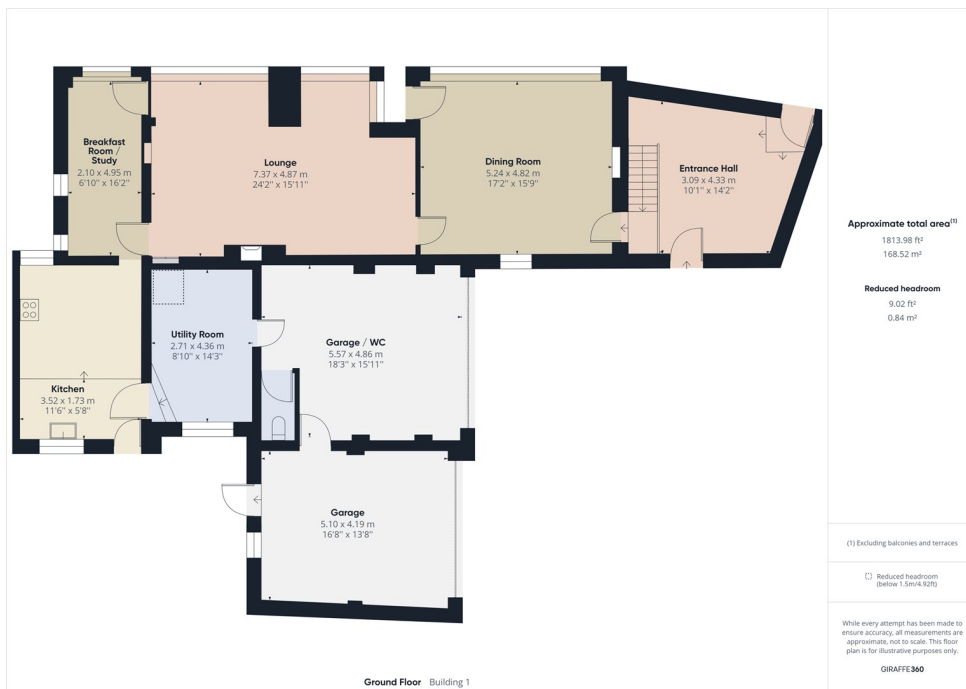 Breakfast
Room /
Study
2.10 x 4.95 m
6'10" x 16'2"
Lounge
7.37 x 4.87 m
24'2" x 15'11"
Dining Room
5.24 x 4.82 m
17'2" x 15'9"
Entrance Hall
3.09 x 4.33 m
10'1" x 14'2"
Utility Room
2.71 x 4.36 m
8'10" x 14'3"
Garage / WC
5.57 x 4.86 m
18'3" x 15'11"
Kitchen
3.52 x 1.73 m
11'6" x 5'8"
Garage
5.10 x 4.19 m
16'8" x 13'8"
Ground Floor Building 1
Approximate total area(1)
1813.98 ft²
168.52 m²
Reduced headroom
9.02 ft²
0.84 m²
(1) Excluding balconies and terraces
Reduced headroom
(below 1.5m/4.92ft)
While every attempt has been made to
ensure accuracy, all measurements are
approximate, not to scale. This floor
plan is for illustrative purposes only.
GIRAFFE360